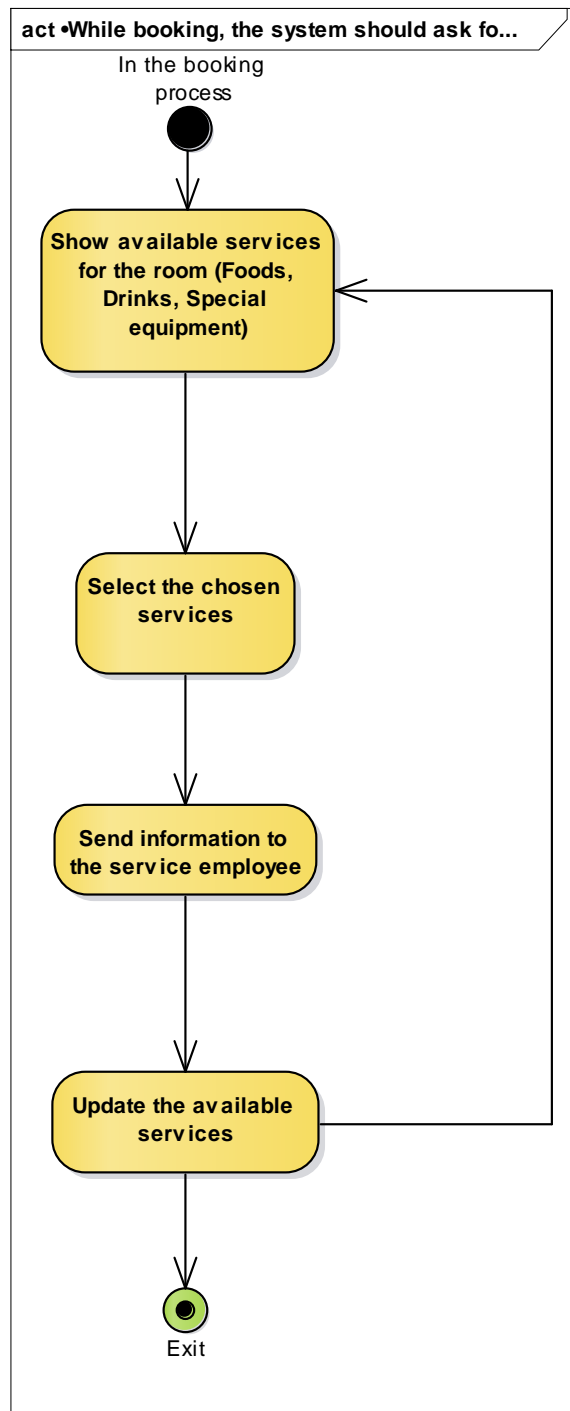 act •While booking, the system should ask fo...
In the booking
process
Show available services
for the room (Foods,
Drinks, Special
equipment)
Select the chosen
services
Send information to
the service employee
Update the available
services
Exit